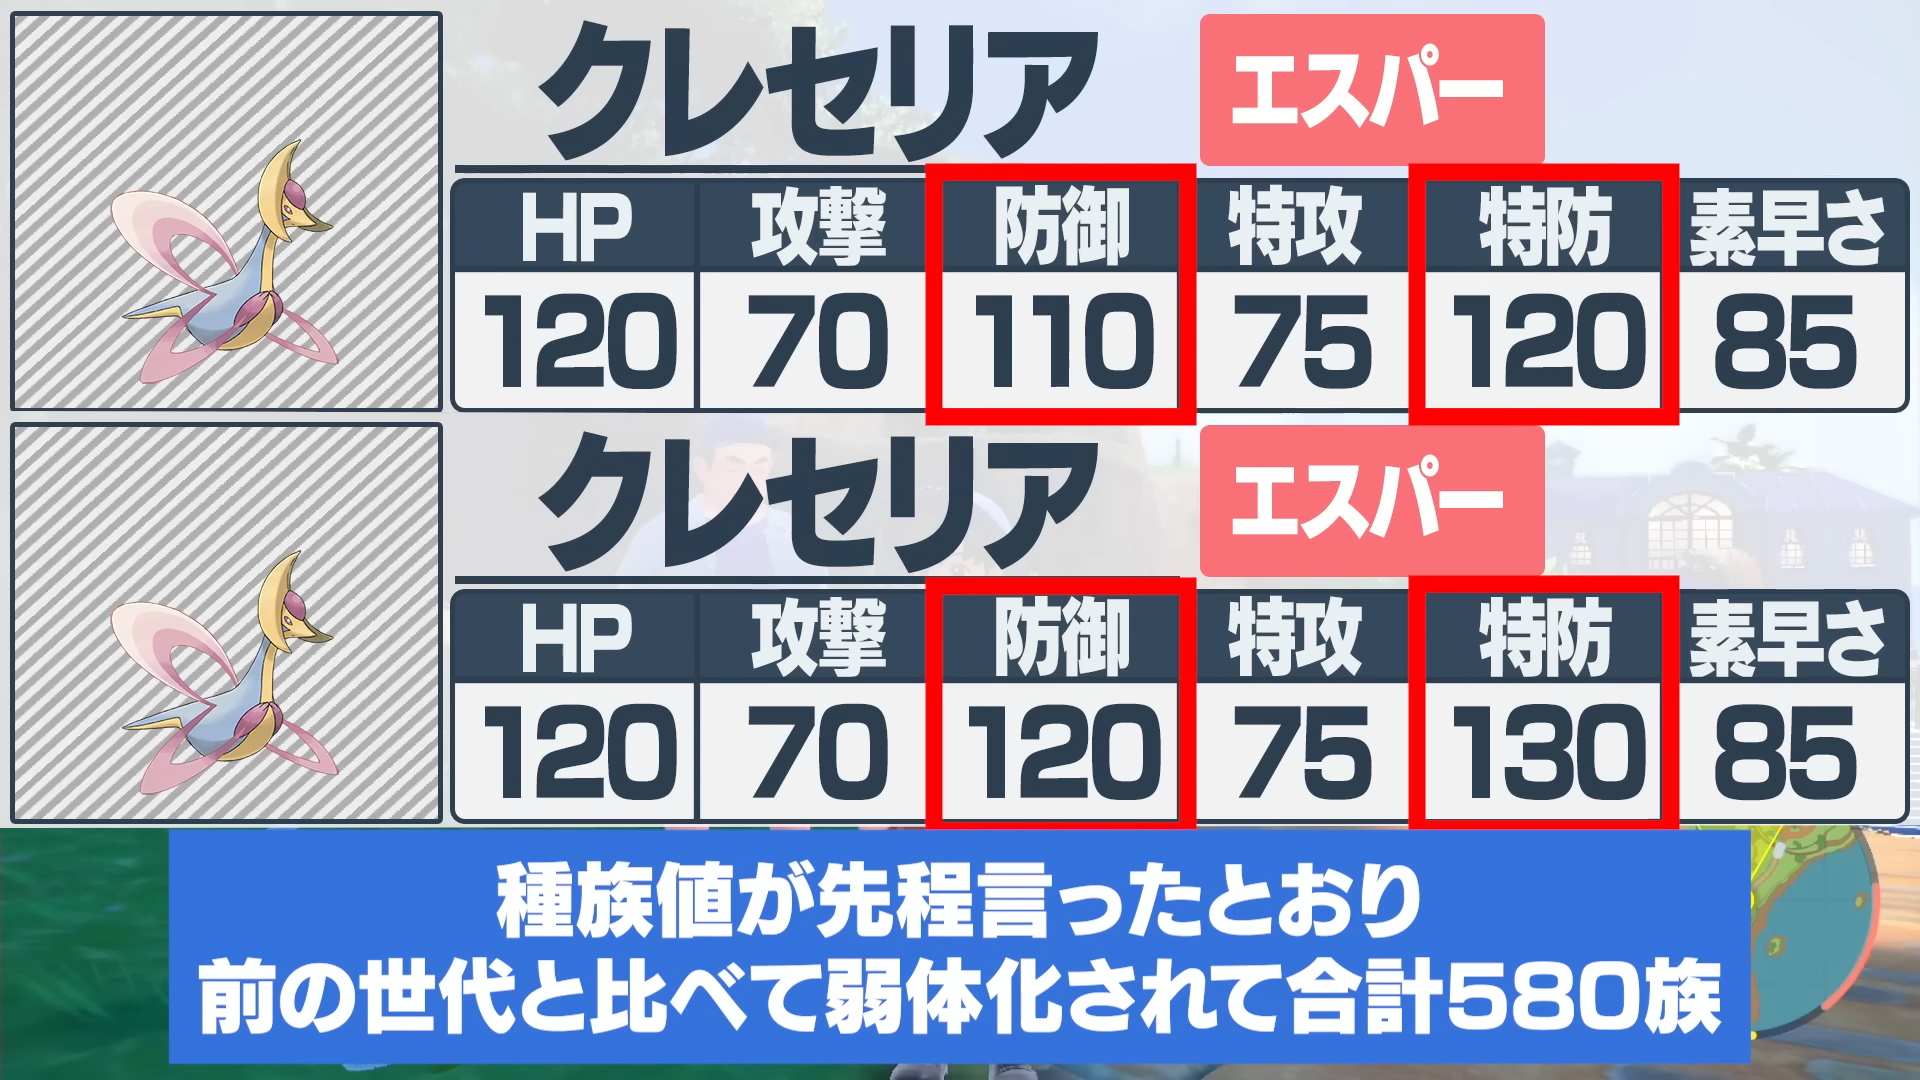 クレセリア エスパー
HP 攻撃 防御 特攻 特防 素早さ
120 70 110 75 120 85
クレセリア エスパー
HP 攻撃 防御 特攻 特防 素早さ
120 70 120 75 130 85
種族値が先程言ったとおり
前の世代と比べて弱体化されて合計580族